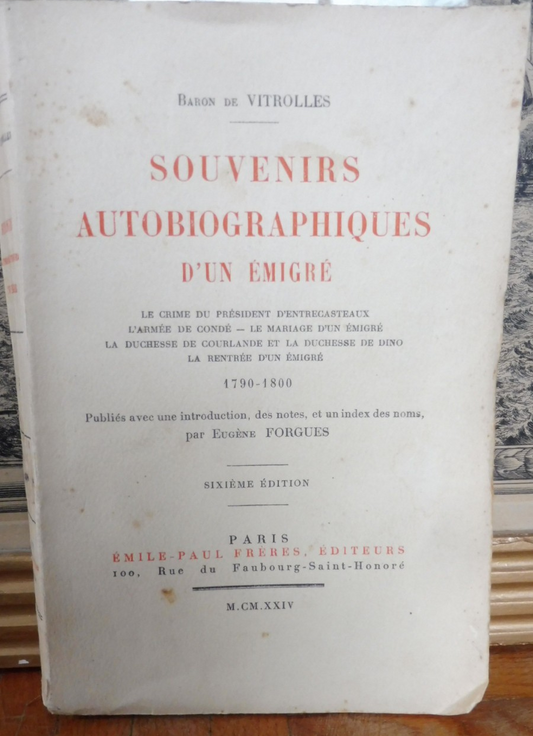 Baron de VITROLLES
SOUVENIRS
AUTOBIOGRAPHIQUES
D'UN ÉMIGRÉ
LE CRIME DU PRÉSIDENT D'ENTRECASTEAUX
L'ARMÉE DE CONDÉ — LE MARIAGE D'UN ÉMIGRÉ
LA DUCHESSE DE COURLANDE ET LA DUCHESSE DE DINO
LA RENTRÉE D'UN ÉMIGRÉ
1790-1800
Publiés avec une introduction, des notes, et un index des noms,
par Eugène FORGUES
SIXIÈME ÉDITION
PARIS
ÉMILE-PAUL FRÈRES, ÉDITEURS
100, Rue du Faubourg-Saint-Honoré
M.CM.XXIV